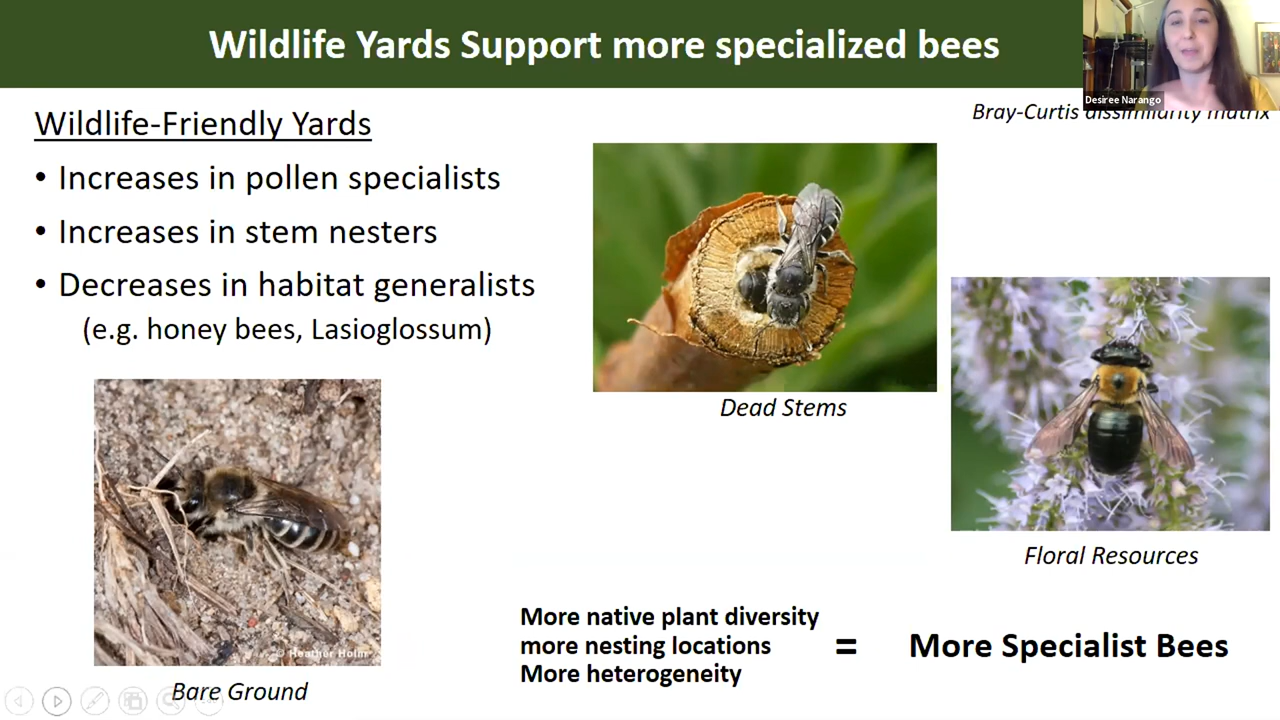 Wildlife Yards Support more specialized bees
Desiree Narango
Bray-Curtis dissimilarity matrix
Wildlife-Friendly Yards
• Increases in pollen specialists
• Increases in stem nesters
• Decreases in habitat generalists
(e.g. honey bees, Lasioglossum)
Dead Stems
© Heather Holm
Bare Ground
Floral Resources
More native plant diversity
more nesting locations
More heterogeneity
=
More Specialist Bees